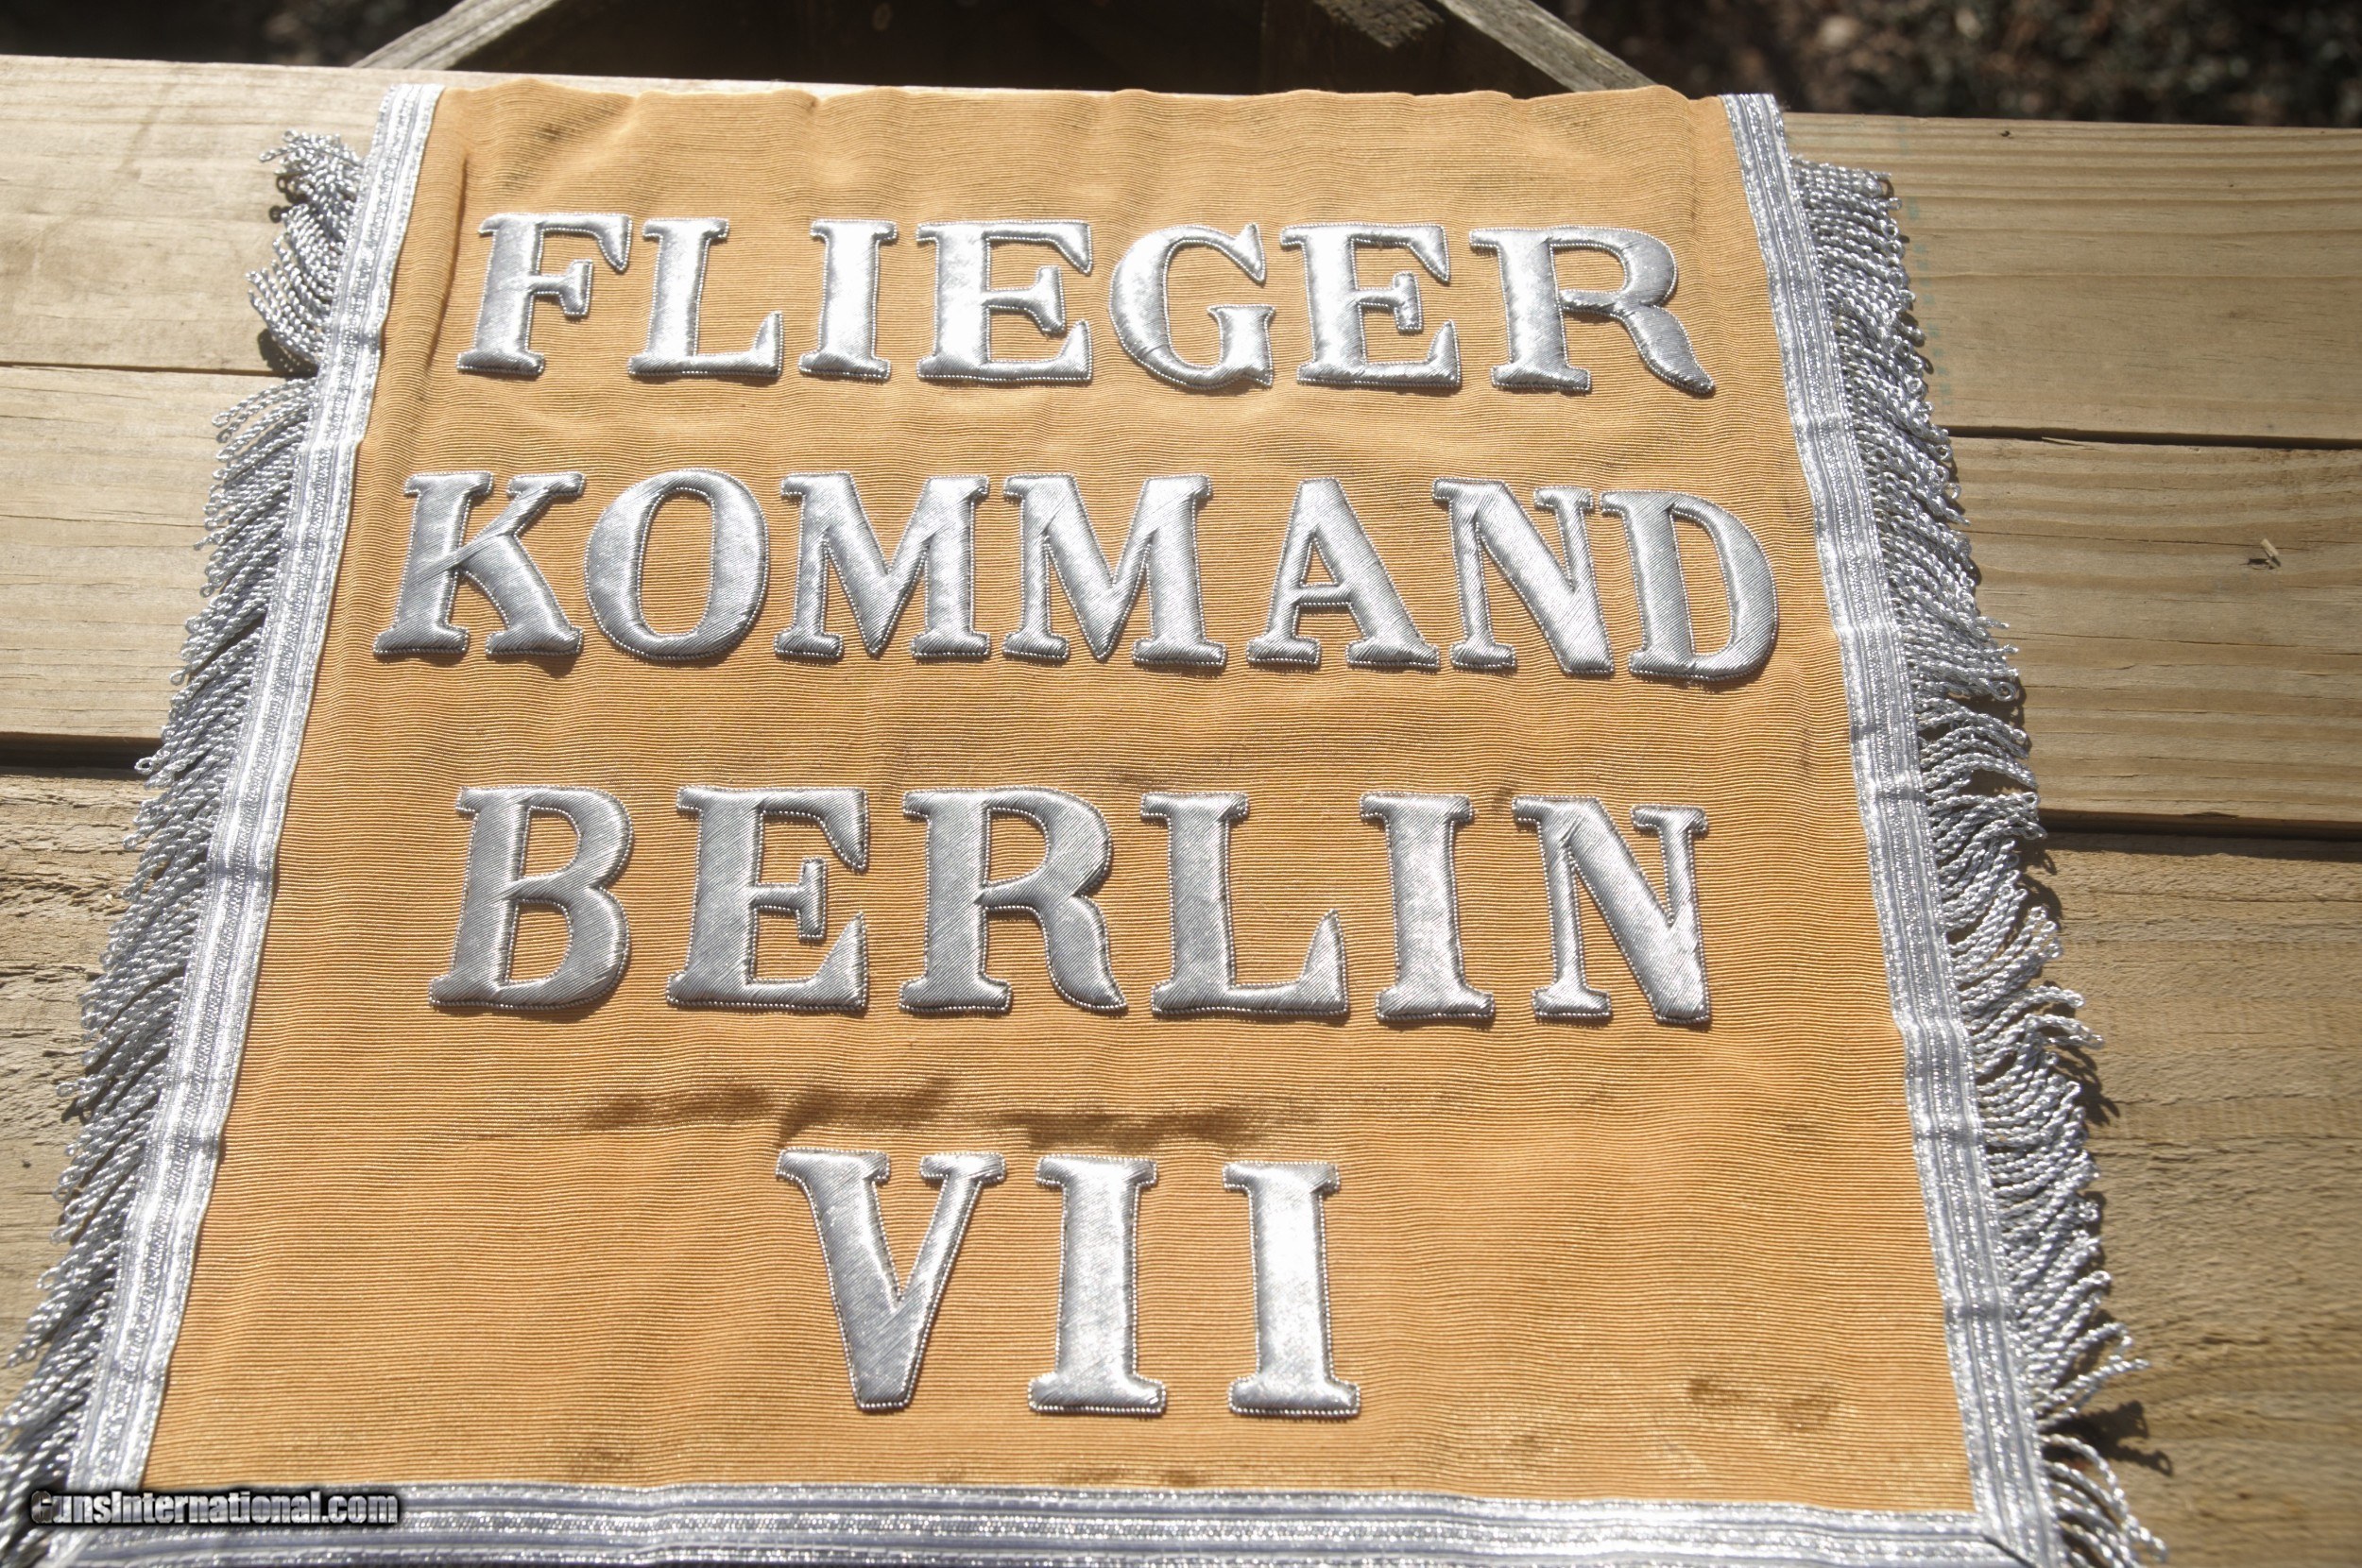 FLIEGER
KOMMAND
BERLIN
VII
GunsInternational.com